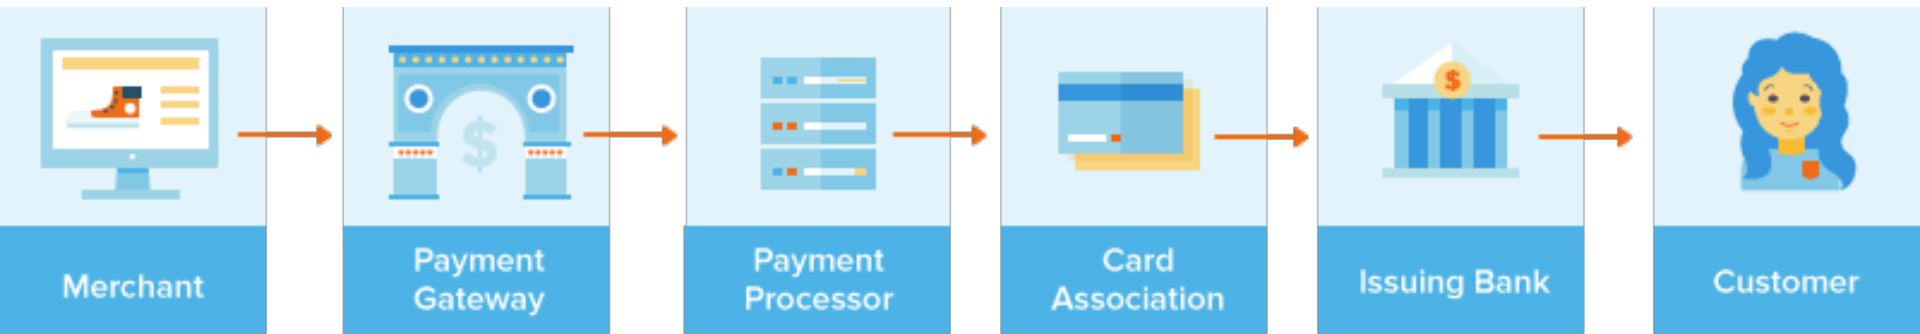 Merchant
Payment
Gateway
Payment
Processor
Card
Association
Issuing Bank
Customer
$
$